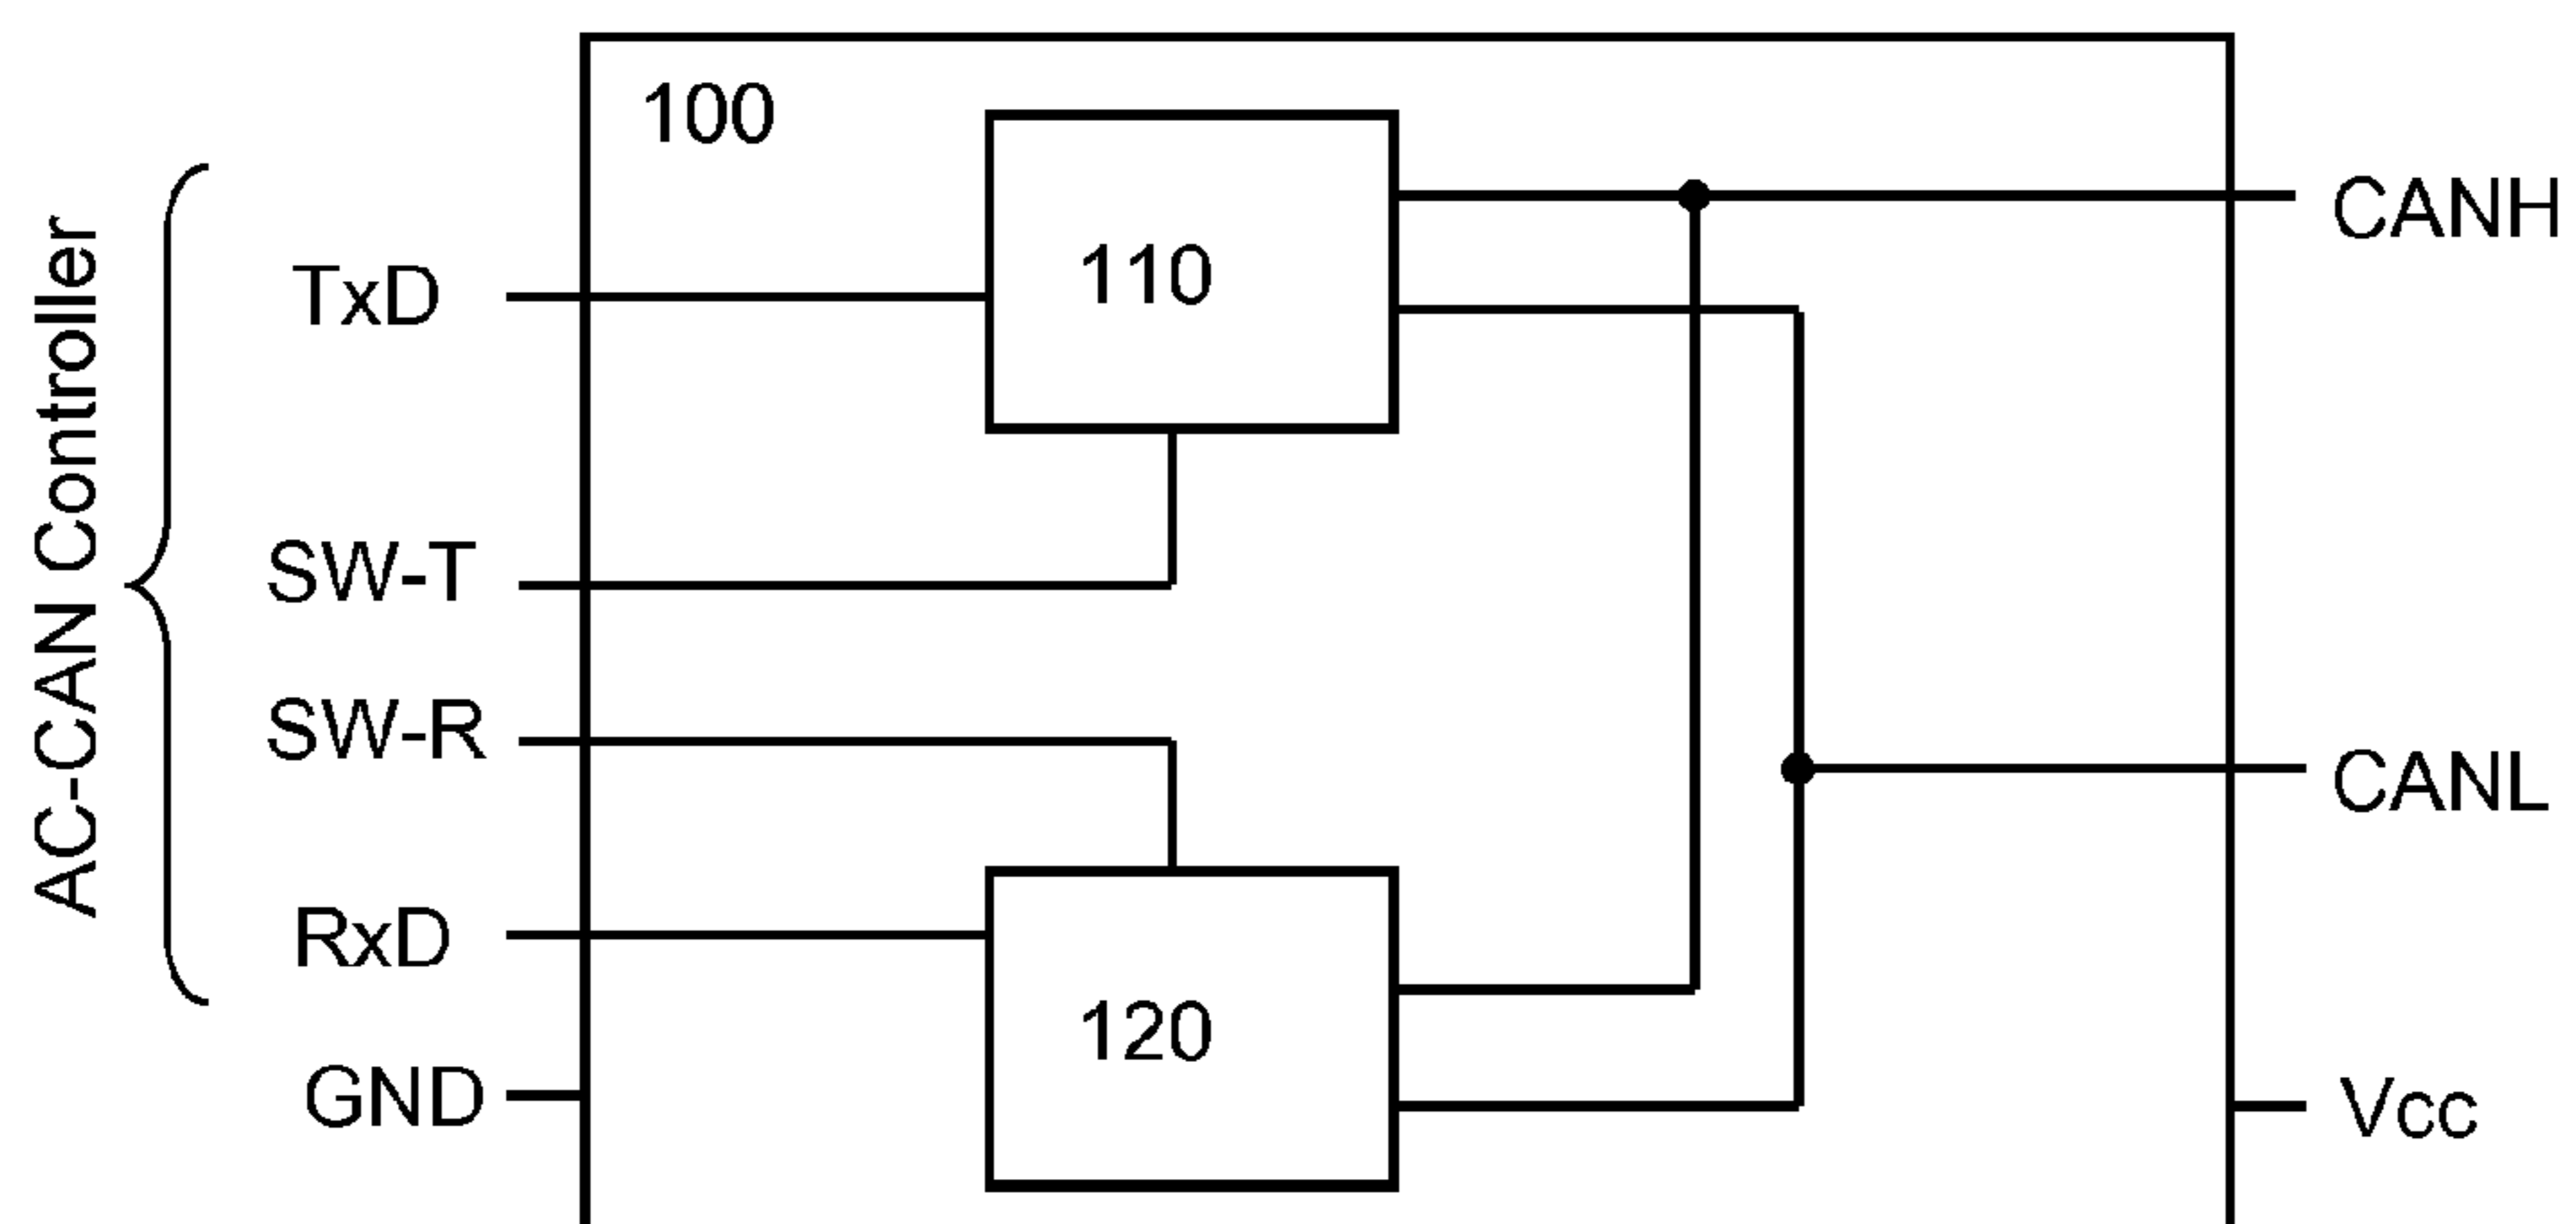 100
110
CANH
TxD
AC-CAN Controller
SW-T
SW-R
CANL
RxD
120
GND
Vcc